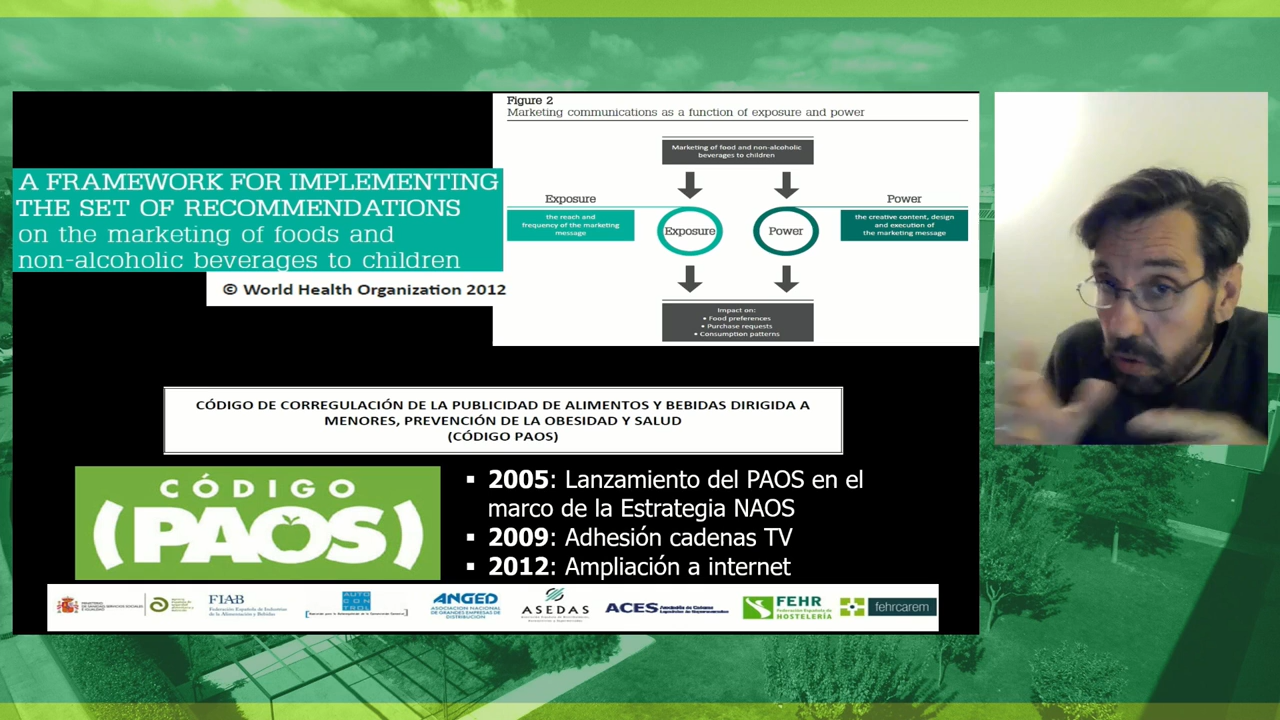 Figure 2
Marketing communications as a function of exposure and power
Marketing of food and non-alcoholic
beverages to children
A FRAMEWORK FOR IMPLEMENTING
THE SET OF RECOMMENDATIONS
on the marketing of foods and
non-alcoholic beverages to children
© World Health Organization 2012
Exposure
the reach and
frequency of the marketing
message
Exposure
Power
Power
the creative content, design
and execution of
the marketing message
Impact on:
• Food preferences
• Purchase requests
• Consumption patterns
CÓDIGO DE CORREGULACIÓN DE LA PUBLICIDAD DE ALIMENTOS Y BEBIDAS DIRIGIDA A
MENORES, PREVENCIÓN DE LA OBESIDAD Y SALUD
(CÓDIGO PAOS)
CÓDIGO
(PAOS)
▪ 2005: Lanzamiento del PAOS en el
marco de la Estrategia NAOS
▪ 2009: Adhesión cadenas TV
▪ 2012: Ampliación a internet
FIAB
Federación Española de Industrias
de la Alimentación y Bebidas
AUTO
CON
TROL
ANGED
ASOCIACION NACIONAL
DE GRANDES EMPRESAS DE
DISTRIBUCIÓN
ASEDAS
ACES
FEHR
Federación Española de
HOSTELERÍA
fehrcarem